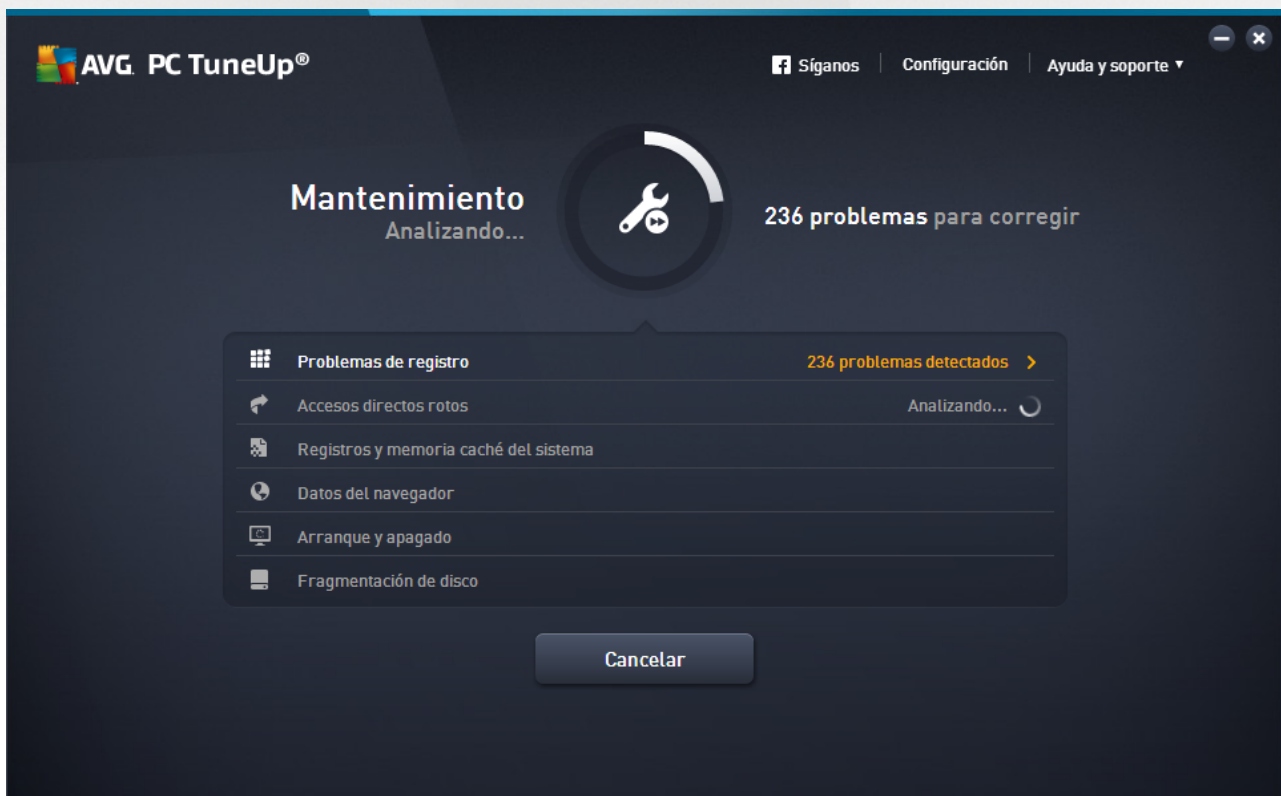 AVG. PC TuneUp®
Síganos
Configuración
Ayuda y soporte ▼
Mantenimiento
Analizando...
236 problemas para corregir
Problemas de registro 236 problemas detectados
Accesos directos rotos Analizando...
Registros y memoria caché del sistema
Datos del navegador
Arranque y apagado
Fragmentación de disco
Cancelar